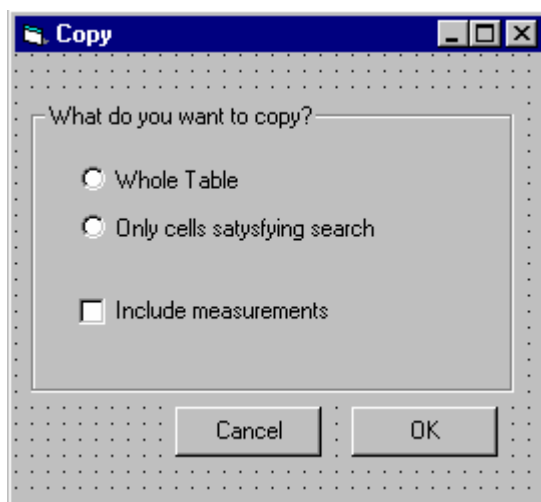 Copy
What do you want to copy?
Whole Table
Only cells satysfying search
Include measurements
Cancel OK